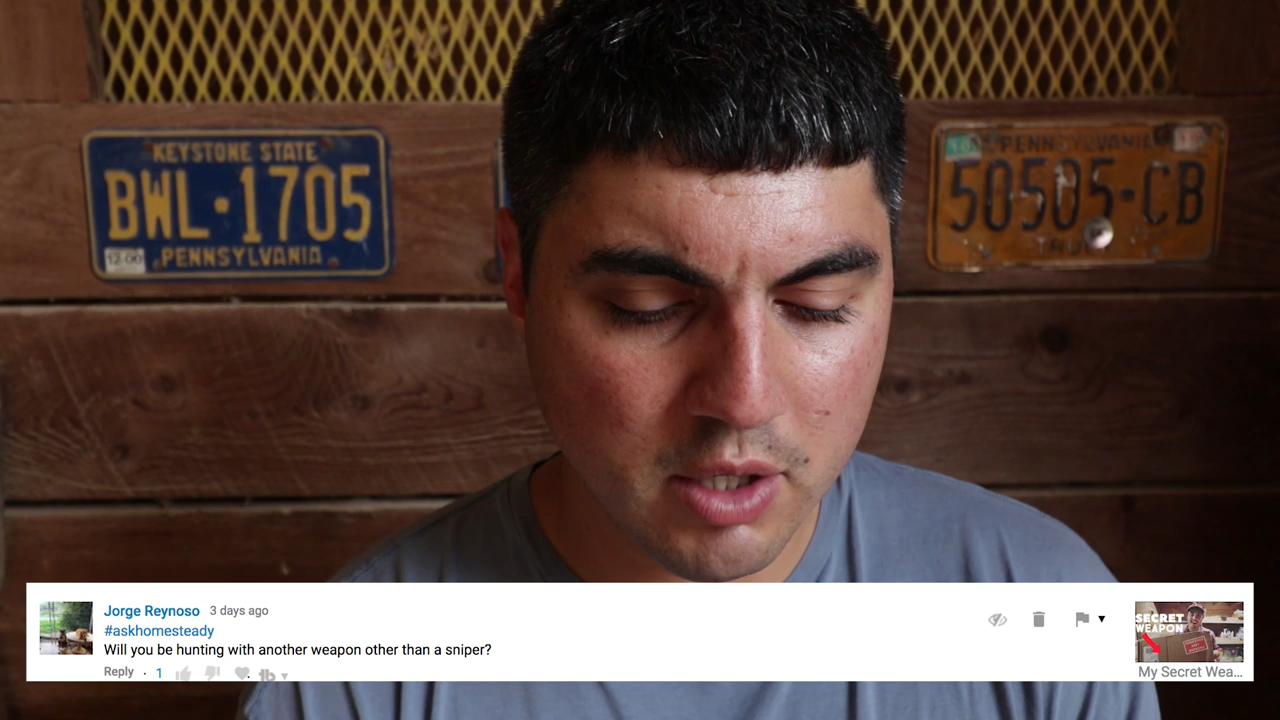 KEYSTONE STATE
BWL·1705
12-00
PENNSYLVANIA
PENNSYLVANIA
50505·CB
Jorge Reynoso 3 days ago
#askhomesteady
Will you be hunting with another weapon other than a sniper?
Reply · 1
SECRET
WEAPON
My Secret Wea...